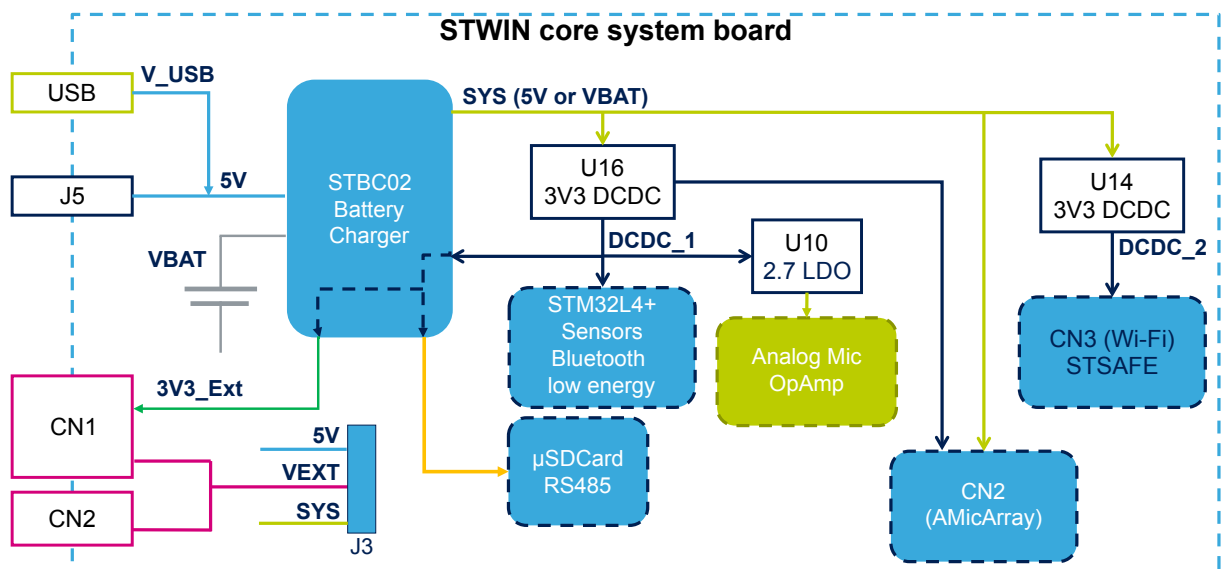 STWIN core system board
USB
V_USB
SYS (5V or VBAT)
J5
5V
STBC02
Battery
Charger
U16
3V3 DCDC
U14
3V3 DCDC
VBAT
DCDC_1
U10
2.7 LDO
DCDC_2
STM32L4+
Sensors
Bluetooth
low energy
Analog Mic
OpAmp
CN3 (Wi-Fi)
STSAFE
3V3_Ext
CN1
5V
VEXT
SYS
J3
CN2
µSDCard
RS485
CN2
(AMicArray)